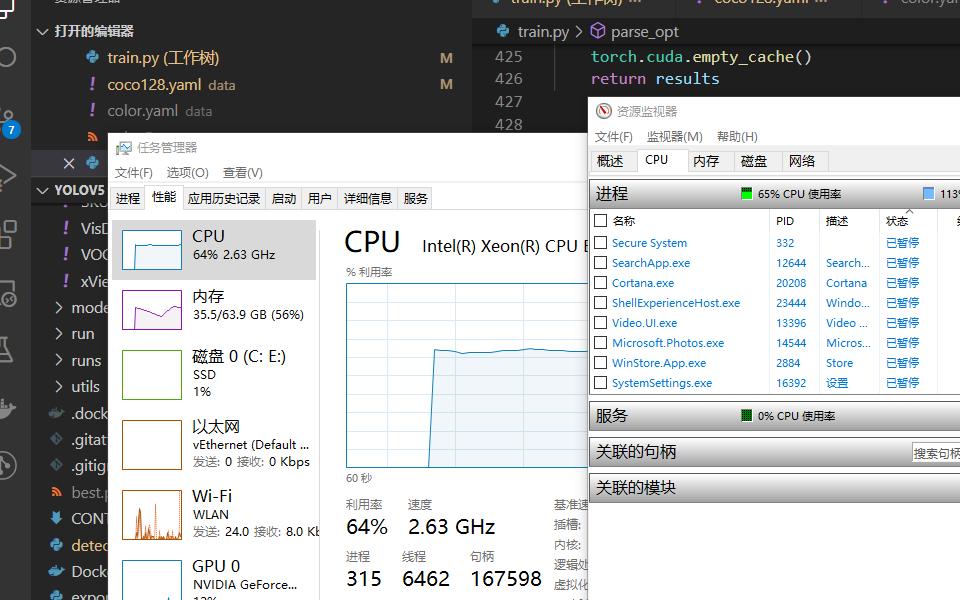 打开的编辑器
train.py (工作树) M
coco128.yaml data M
color.yaml data
YOLOV5
VisD
VOC
xVie
mode
run
runs
utils
.dock
.gitat
.gitig
best.p
CONT
detec
Docke
expor
7
train.py > parse_opt
425 torch.cuda.empty_cache()
426 return results
427
428
任务管理器
文件(F) 选项(O) 查看(V)
进程 性能 应用历史记录 启动 用户 详细信息 服务
CPU
64% 2.63 GHz
内存
35.5/63.9 GB (56%)
磁盘 0 (C: E:)
SSD
1%
以太网
vEthernet (Default ...
发送: 0 接收: 0 Kbps
Wi-Fi
WLAN
发送: 24.0 接收: 8.0 Kb
GPU 0
NVIDIA GeForce...
CPU Intel(R) Xeon(R) CPU E
% 利用率
60 秒
利用率 速度 基准速
64% 2.63 GHz 插槽:
内核:
进程 线程 句柄 逻辑处
315 6462 167598 虚拟化
资源监视器
文件(F) 监视器(M) 帮助(H)
概述 CPU 内存 磁盘 网络
进程 65% CPU 使用率 113%
名称 PID 描述 状态
Secure System 332 已暂停
SearchApp.exe 12644 Search... 已暂停
Cortana.exe 20208 Cortana 已暂停
ShellExperienceHost.exe 23444 Windo... 已暂停
Video.UI.exe 13396 Video ... 已暂停
Microsoft.Photos.exe 14544 Micros... 已暂停
WinStore.App.exe 2884 Store 已暂停
SystemSettings.exe 16392 设置 已暂停
服务 0% CPU 使用率
关联的句柄 搜索句柄
关联的模块